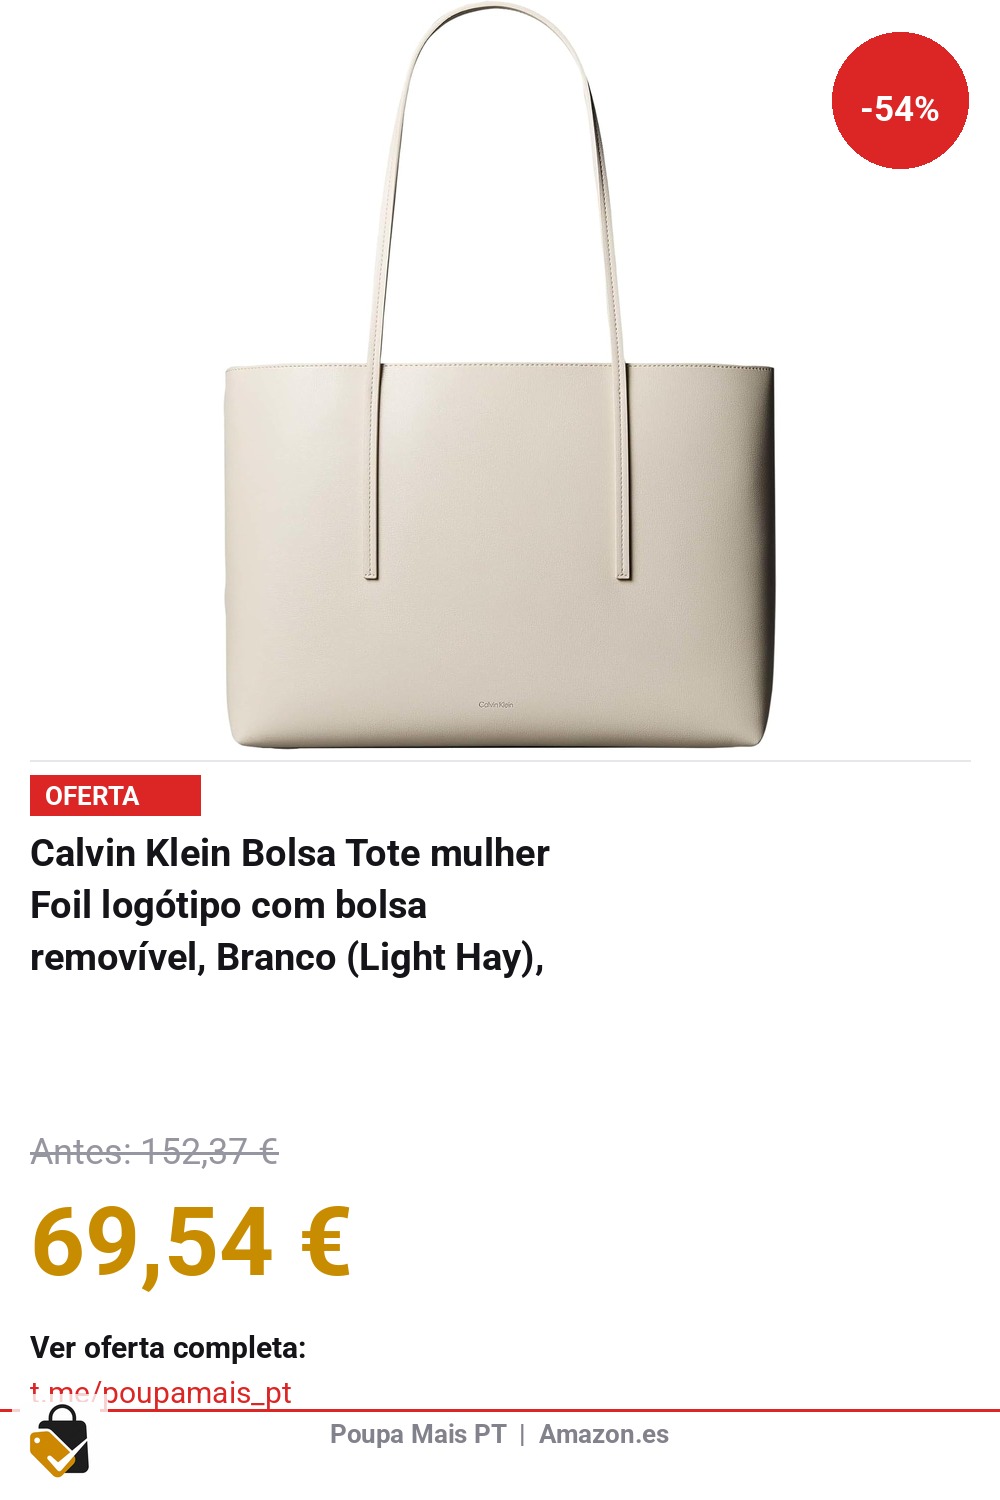 -54%
CalvinKlein
OFERTA
Calvin Klein Bolsa Tote mulher
Foil logótipo com bolsa
removível, Branco (Light Hay),
Antes: 152,37 €
69,54 €
Ver oferta completa:
t.me/poupamais_pt
Poupa Mais PT | Amazon.es